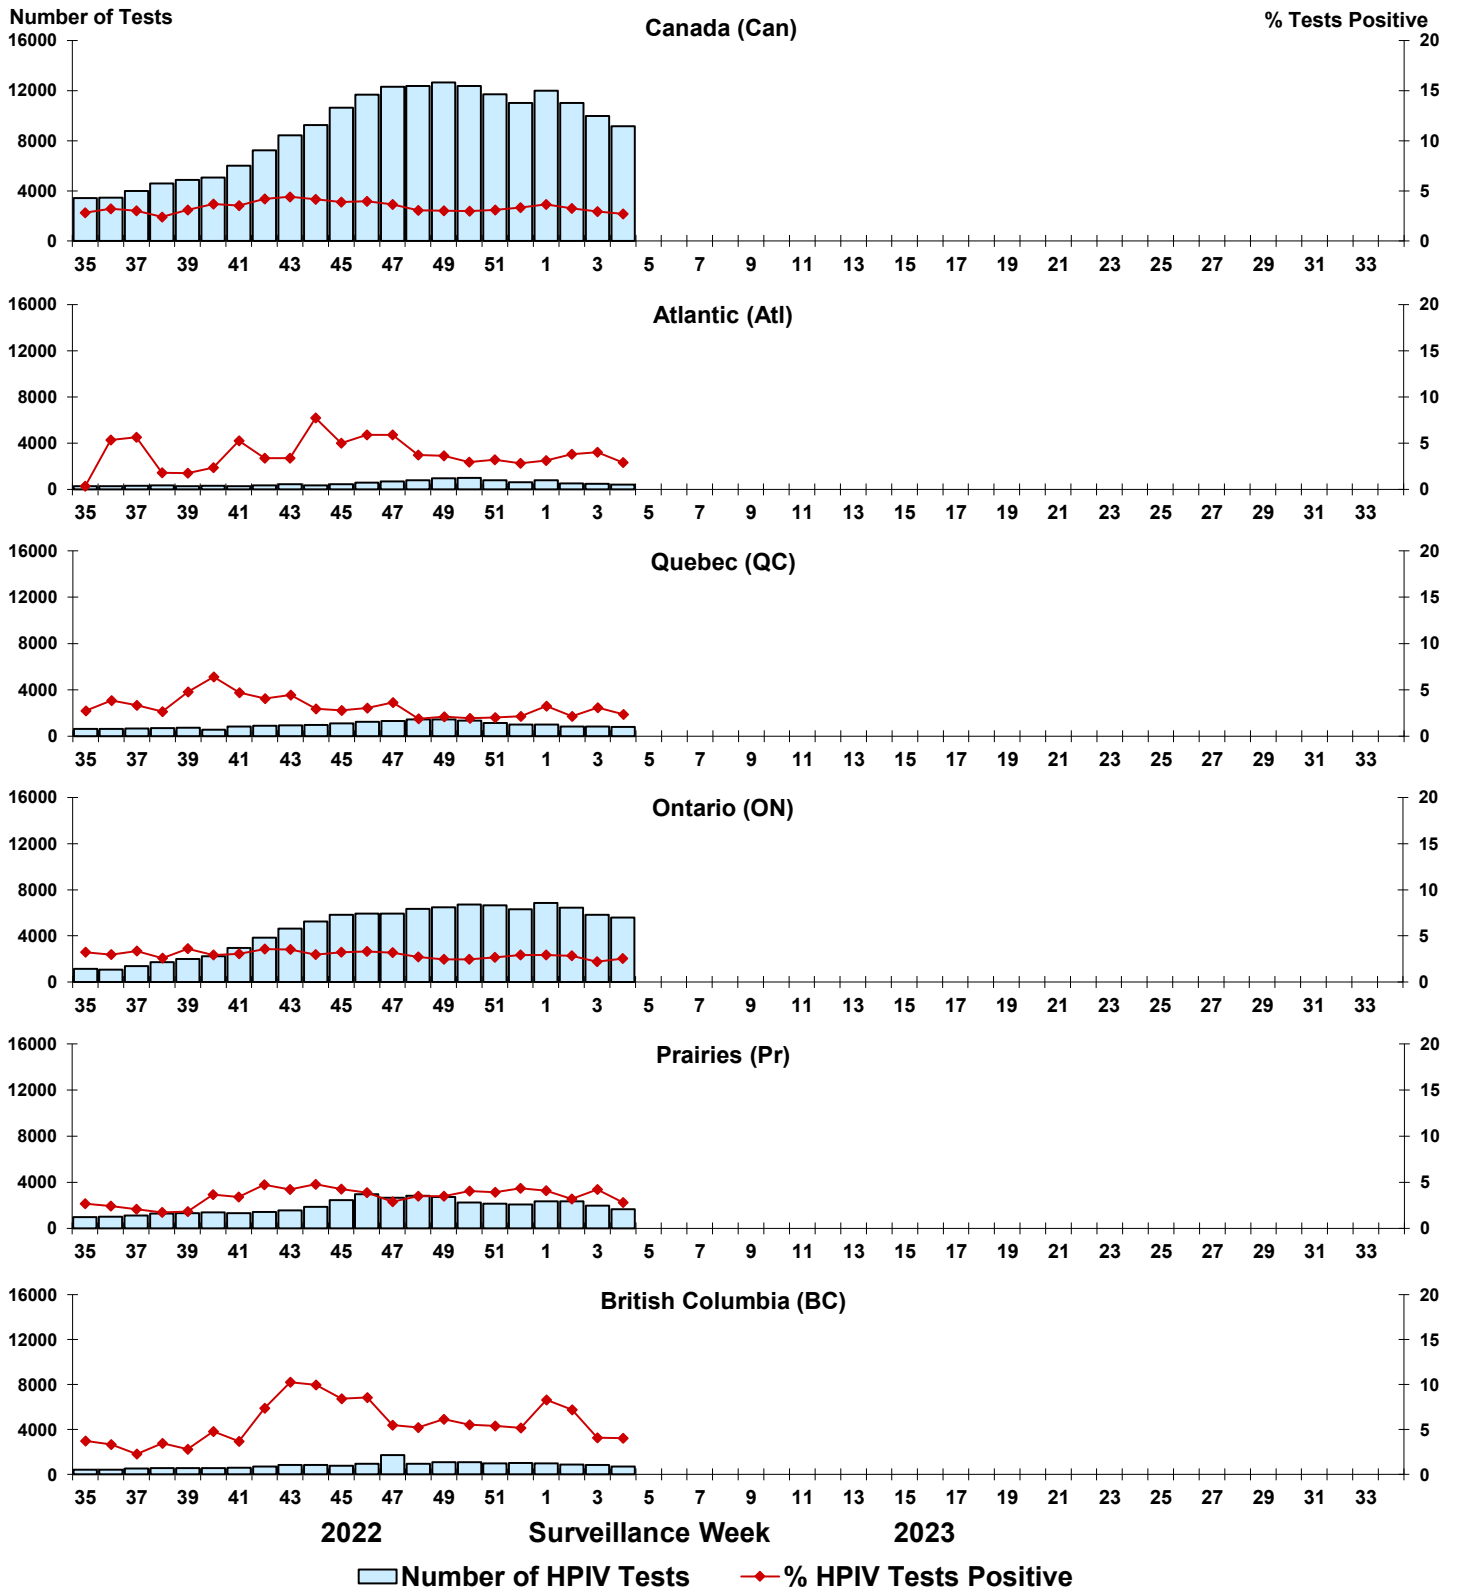 Number of Tests
% Tests Positive
Canada (Can)
16000 20
12000 15
8000 10
4000 5
0 0
35 37 39 41 43 45 47 49 51 1 3 5 7 9 11 13 15 17 19 21 23 25 27 29 31 33
Atlantic (Atl)
16000 20
12000 15
8000 10
4000 5
0 0
35 37 39 41 43 45 47 49 51 1 3 5 7 9 11 13 15 17 19 21 23 25 27 29 31 33
Quebec (QC)
16000 20
12000 15
8000 10
4000 5
0 0
35 37 39 41 43 45 47 49 51 1 3 5 7 9 11 13 15 17 19 21 23 25 27 29 31 33
Ontario (ON)
16000 20
12000 15
8000 10
4000 5
0 0
35 37 39 41 43 45 47 49 51 1 3 5 7 9 11 13 15 17 19 21 23 25 27 29 31 33
Prairies (Pr)
16000 20
12000 15
8000 10
4000 5
0 0
35 37 39 41 43 45 47 49 51 1 3 5 7 9 11 13 15 17 19 21 23 25 27 29 31 33
British Columbia (BC)
16000 20
12000 15
8000 10
4000 5
0 0
35 37 39 41 43 45 47 49 51 1 3 5 7 9 11 13 15 17 19 21 23 25 27 29 31 33
2022 Surveillance Week 2023
Number of HPIV Tests % HPIV Tests Positive